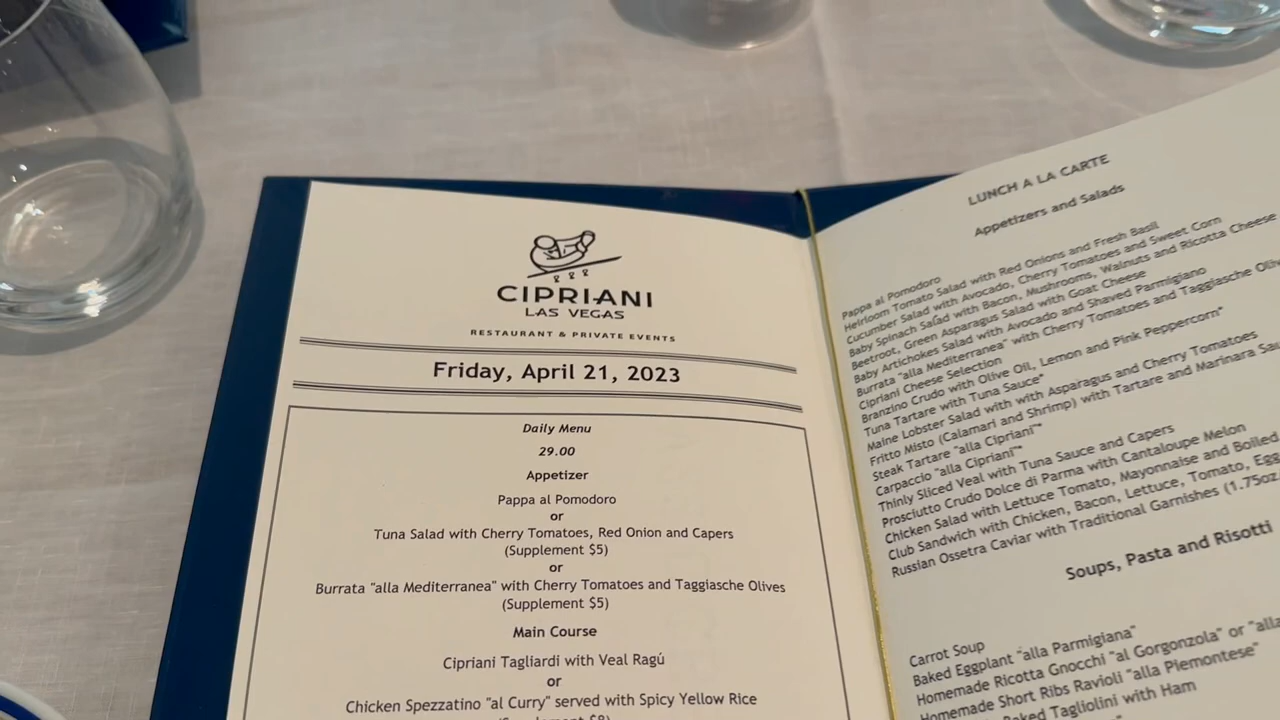 CIPRIANI
LAS VEGAS
RESTAURANT & PRIVATE EVENTS
Friday, April 21, 2023
Daily Menu
29.00
Appetizer
Pappa al Pomodoro
or
Tuna Salad with Cherry Tomatoes, Red Onion and Capers
(Supplement $5)
or
Burrata "alla Mediterranea" with Cherry Tomatoes and Taggiasche Olives
(Supplement $5)
Main Course
Cipriani Tagliardi with Veal Ragú
or
Chicken Spezzatino "al Curry" served with Spicy Yellow Rice
LUNCH A LA CARTE
Appetizers and Salads
Pappa al Pomodoro
Heirloom Tomato Salad with Red Onions and Fresh Basil
Cucumber Salad with Avocado, Cherry Tomatoes and Sweet Corn
Baby Spinach Salad with Bacon, Mushrooms, Walnuts and Ricotta Cheese
Beetroot, Green Asparagus Salad with Goat Cheese
Baby Artichokes Salad with Avocado and Shaved Parmigiano
Burrata "alla Mediterranea" with Cherry Tomatoes and Taggiasche
Cipriani Cheese Selection
Branzino Crudo with Olive Oil, Lemon and Pink Peppercorn*
Tuna Tartare with Tuna Sauce*
Maine Lobster Salad with with Asparagus and Cherry Tomatoes
Fritto Misto (Calamari and Shrimp) with Tartare and Marinara
Steak Tartare "alla Cipriani"*
Carpaccio "alla Cipriani"*
Thinly Sliced Veal with Tuna Sauce and Capers
Prosciutto Crudo Dolce di Parma with Cantaloupe Melon
Chicken Salad with Lettuce Tomato, Mayonnaise and Boiled
Club Sandwich with Chicken, Bacon, Lettuce, Tomato, Egg
Russian Ossetra Caviar with Traditional Garnishes (1.75oz
Soups, Pasta and Risotti
Carrot Soup
Baked Eggplant "alla Parmigiana"
Homemade Ricotta Gnocchi "al Gorgonzola" or "alla
Homemade Short Ribs Ravioli "alla Piemontese"
Baked Tagliolini with Ham